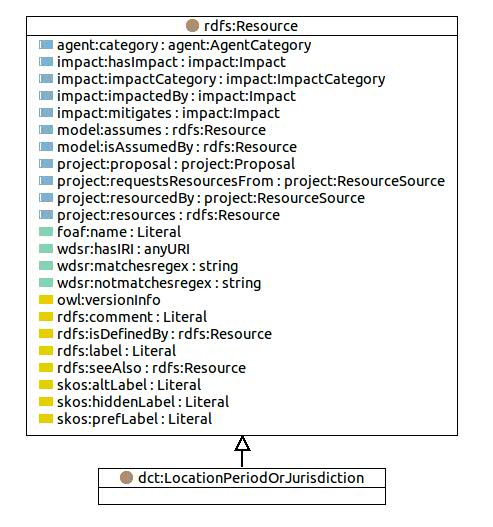 rdfs:Resource
agent:category : agent:AgentCategory
impact:hasImpact : impact:Impact
impact:impactCategory : impact:ImpactCategory
impact:impactedBy : impact:Impact
impact:mitigates : impact:Impact
model:assumes : rdfs:Resource
model:isAssumedBy : rdfs:Resource
project:proposal : project:Proposal
project:requestsResourcesFrom : project:ResourceSource
project:resourcedBy : project:ResourceSource
project:resources : rdfs:Resource
foaf:name : Literal
wdsr:hasIRI : anyURI
wdsr:matchesregex : string
wdsr:notmatchesregex : string
owl:versionInfo
rdfs:comment : Literal
rdfs:isDefinedBy : rdfs:Resource
rdfs:label : Literal
rdfs:seeAlso : rdfs:Resource
skos:altLabel : Literal
skos:hiddenLabel : Literal
skos:prefLabel : Literal
dct:LocationPeriodOrJurisdiction